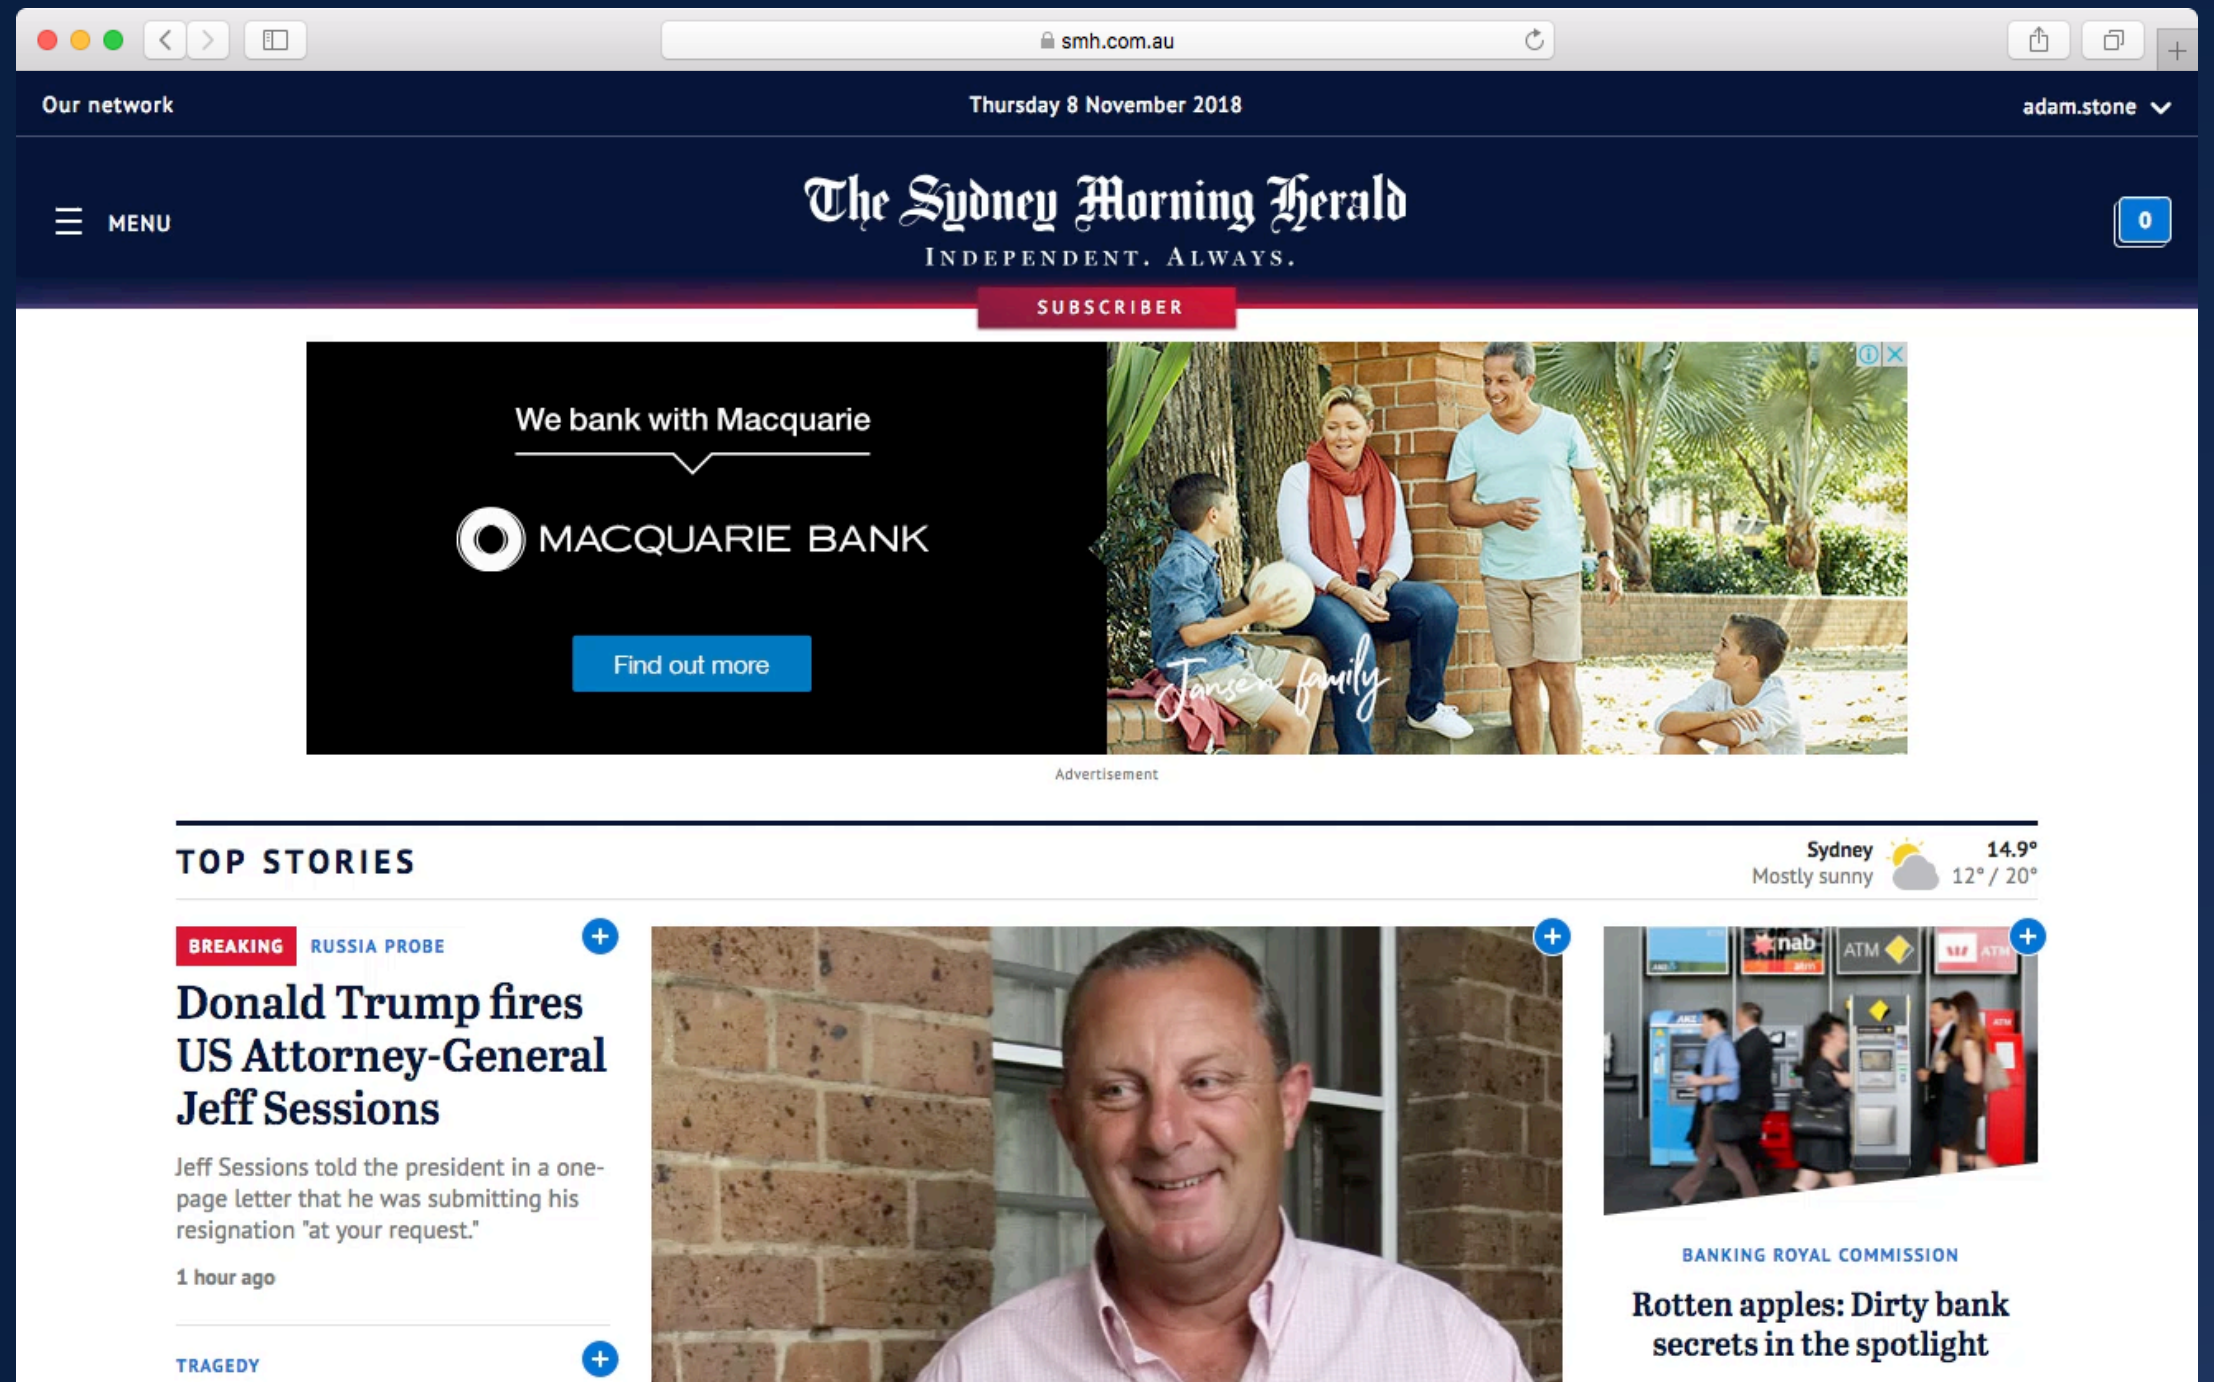 smh.com.au
Our network
Thursday 8 November 2018
adam.stone
MENU
The Sydney Morning Herald
INDEPENDENT. ALWAYS.
0
SUBSCRIBER
We bank with Macquarie
MACQUARIE BANK
Find out more
Jansen family
Advertisement
TOP STORIES
Sydney
Mostly sunny
14.9°
12° / 20°
BREAKING
RUSSIA PROBE
Donald Trump fires
US Attorney-General
Jeff Sessions
Jeff Sessions told the president in a one-
page letter that he was submitting his
resignation "at your request."
1 hour ago
TRAGEDY
nab
atm
ATM
ATM
ANZ
ATM
BANKING ROYAL COMMISSION
Rotten apples: Dirty bank
secrets in the spotlight